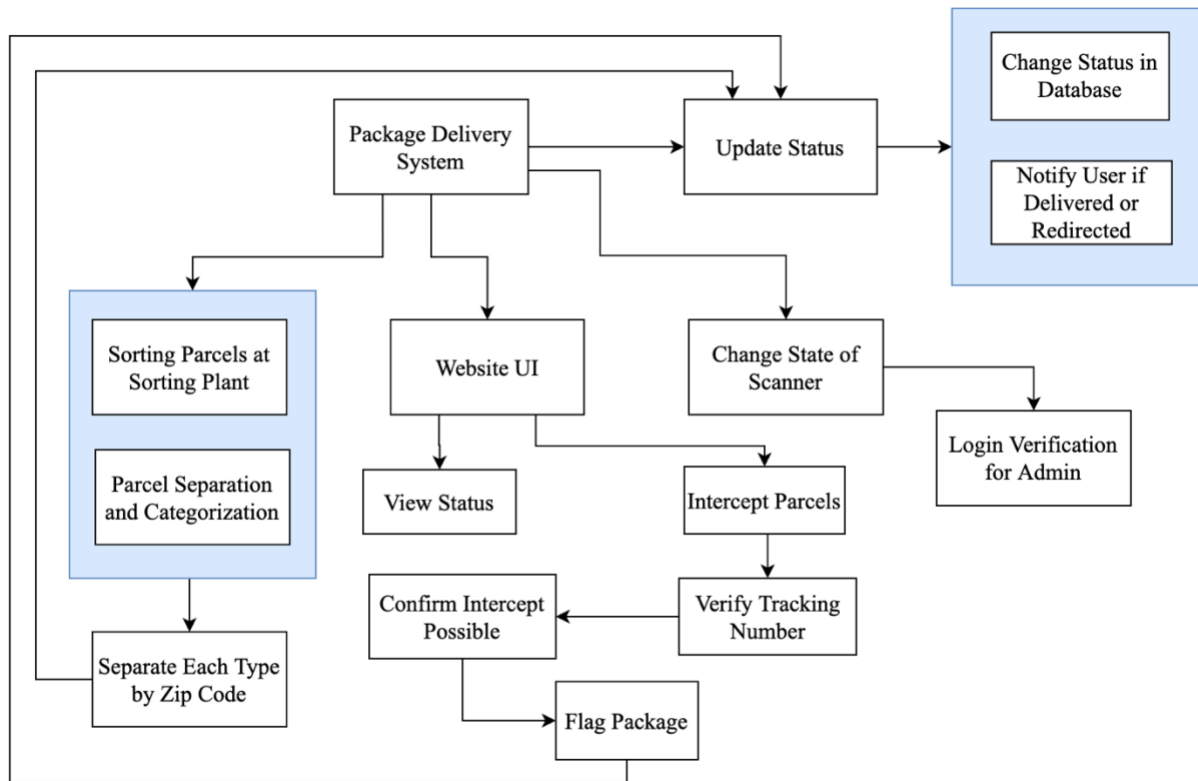 Change Status in
Database
Package Delivery
System
Update Status
Notify User if
Delivered or
Redirected
Sorting Parcels at
Sorting Plant
Website UI
Change State of
Scanner
Login Verification
for Admin
Parcel Separation
and Categorization
View Status
Intercept Parcels
Confirm Intercept
Possible
Verify Tracking
Number
Separate Each Type
by Zip Code
Flag Package